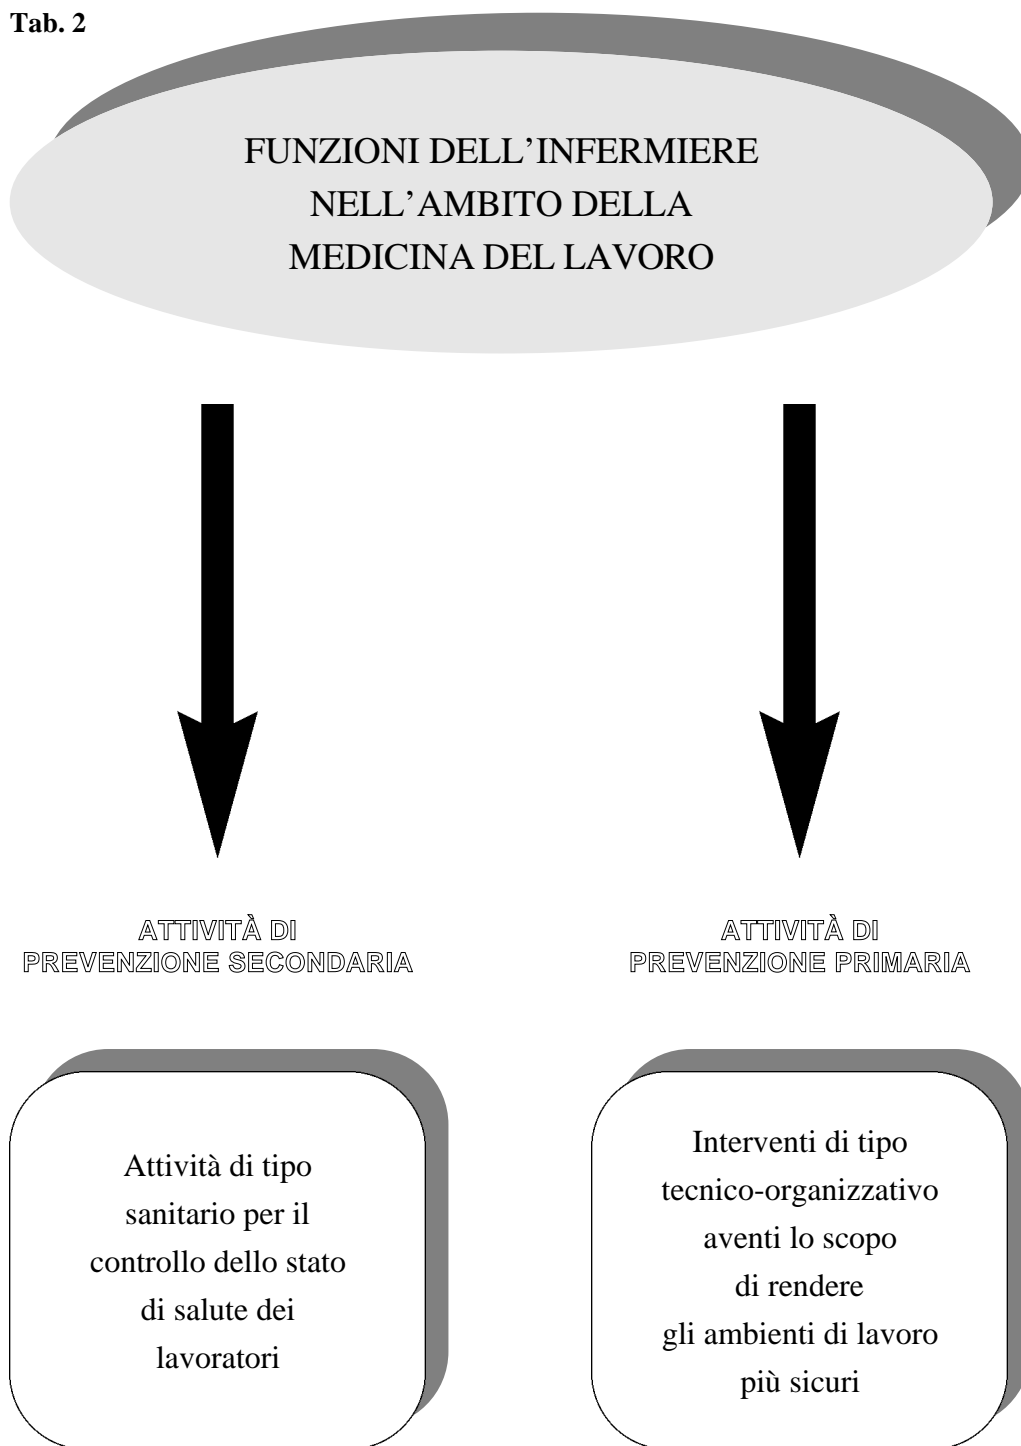 Tab. 2
FUNZIONI DELL’INFERMIERE
NELL’AMBITO DELLA
MEDICINA DEL LAVORO
ATTIVITÀ DI
PREVENZIONE SECONDARIA
ATTIVITÀ DI
PREVENZIONE PRIMARIA
Attività di tipo
sanitario per il
controllo dello stato
di salute dei
lavoratori
Interventi di tipo
tecnico-organizzativo
aventi lo scopo
di rendere
gli ambienti di lavoro
più sicuri